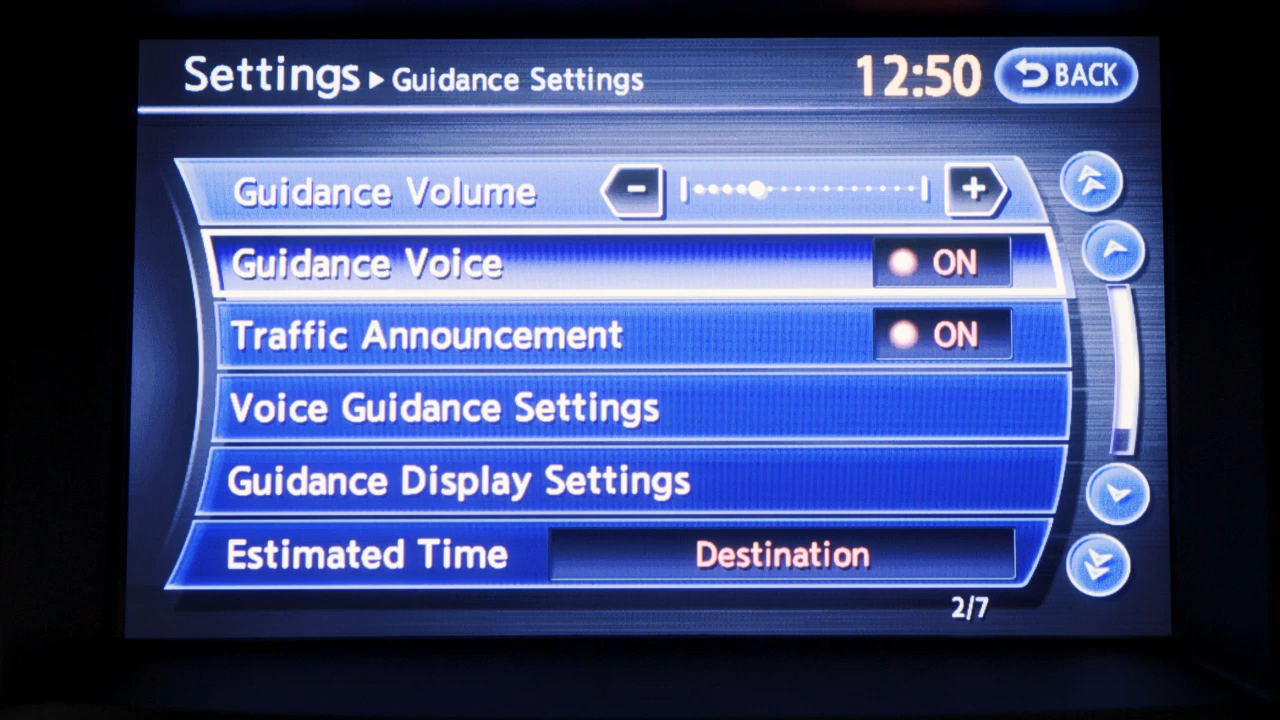 Settings ▶ Guidance Settings 12:50 BACK
Guidance Volume - +
Guidance Voice ON
Traffic Announcement ON
Voice Guidance Settings
Guidance Display Settings
Estimated Time Destination
2/7